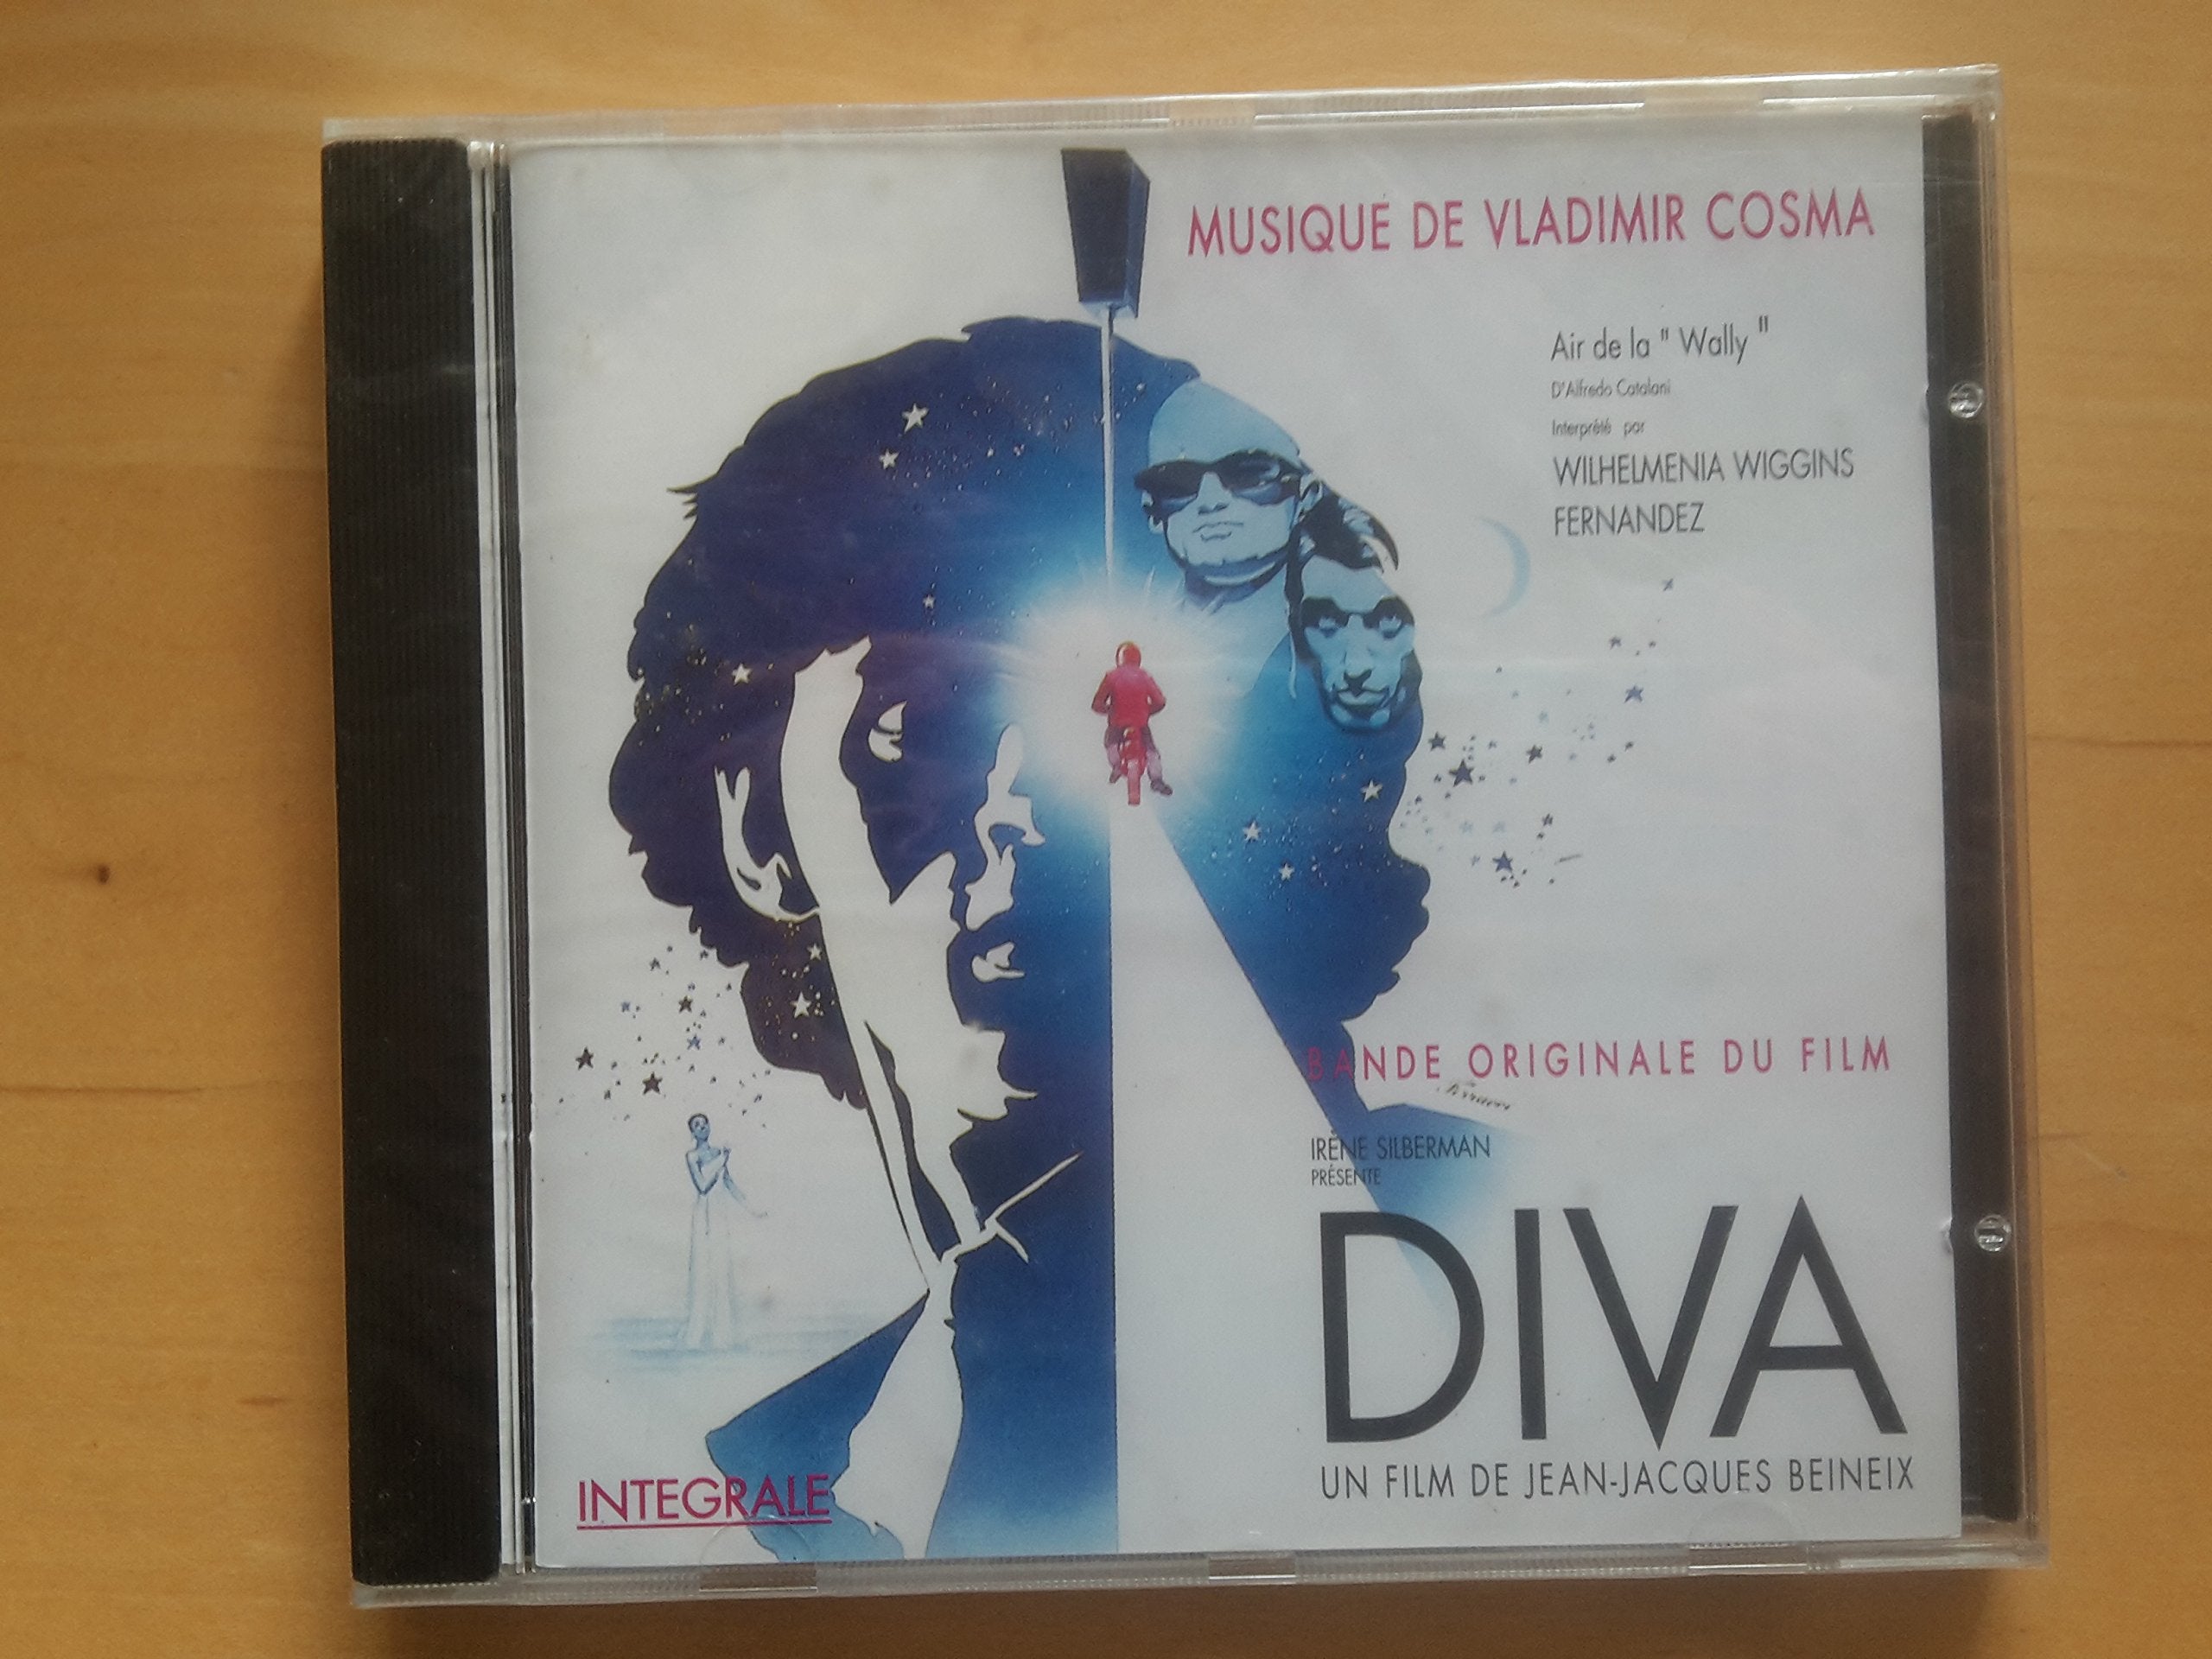 MUSIQUE DE VLADIMIR COSMA
Air de la " Wally "
D'Alfredo Catalani
Interprété par
WILHELMENIA WIGGINS
FERNANDEZ
BANDE ORIGINALE DU FILM
Ferracci
IRÈNE SILBERMAN
PRÉSENTE
DIVA
UN FILM DE JEAN-JACQUES BEINEIX
INTEGRALE